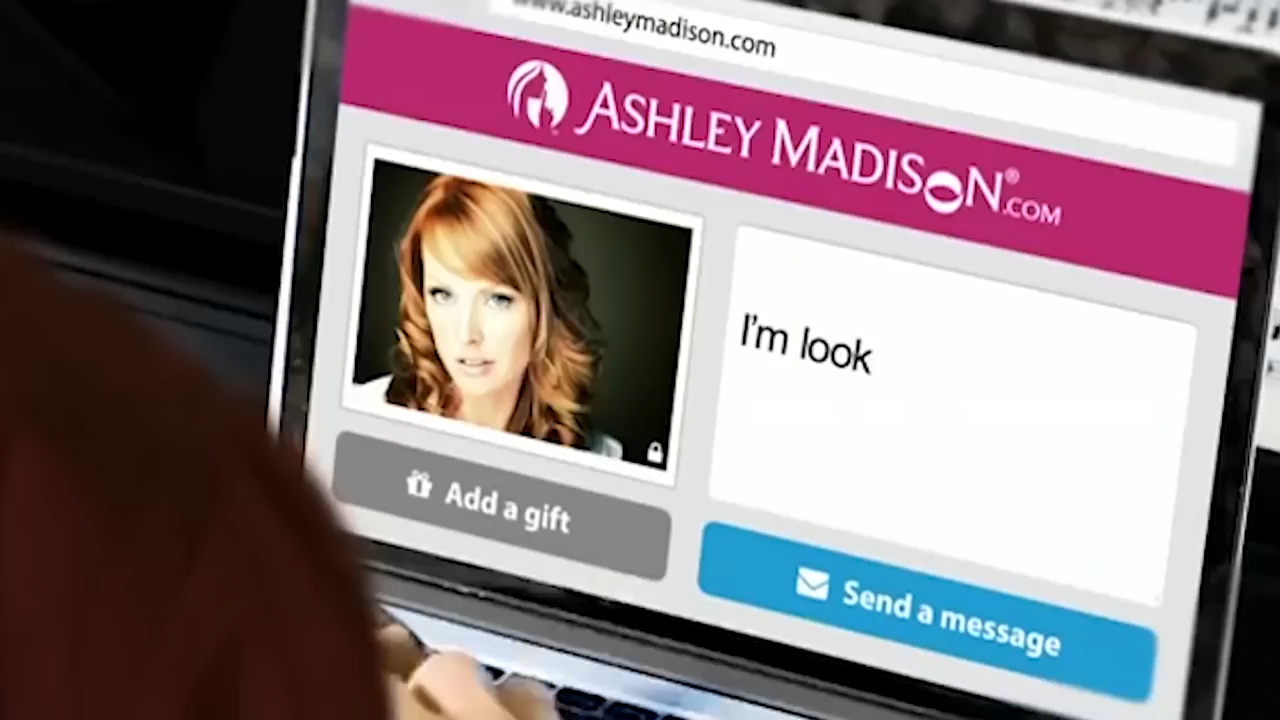 www.ashleymadison.com
ASHLEY MADISON®.COM
I'm look
Add a gift
Send a message